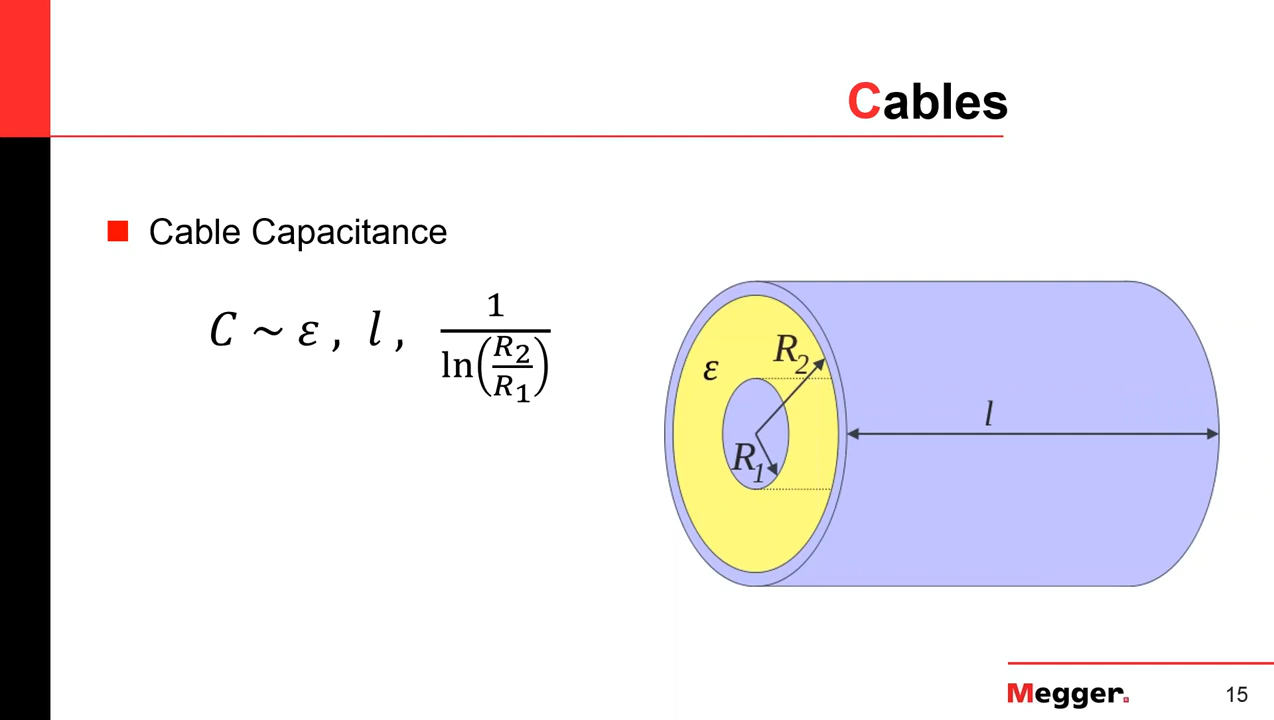 Cables
Cable Capacitance
C ~ ε , l , 1 / ln(R₂/R₁)
ε
R₂
R₁
l
Megger.
15